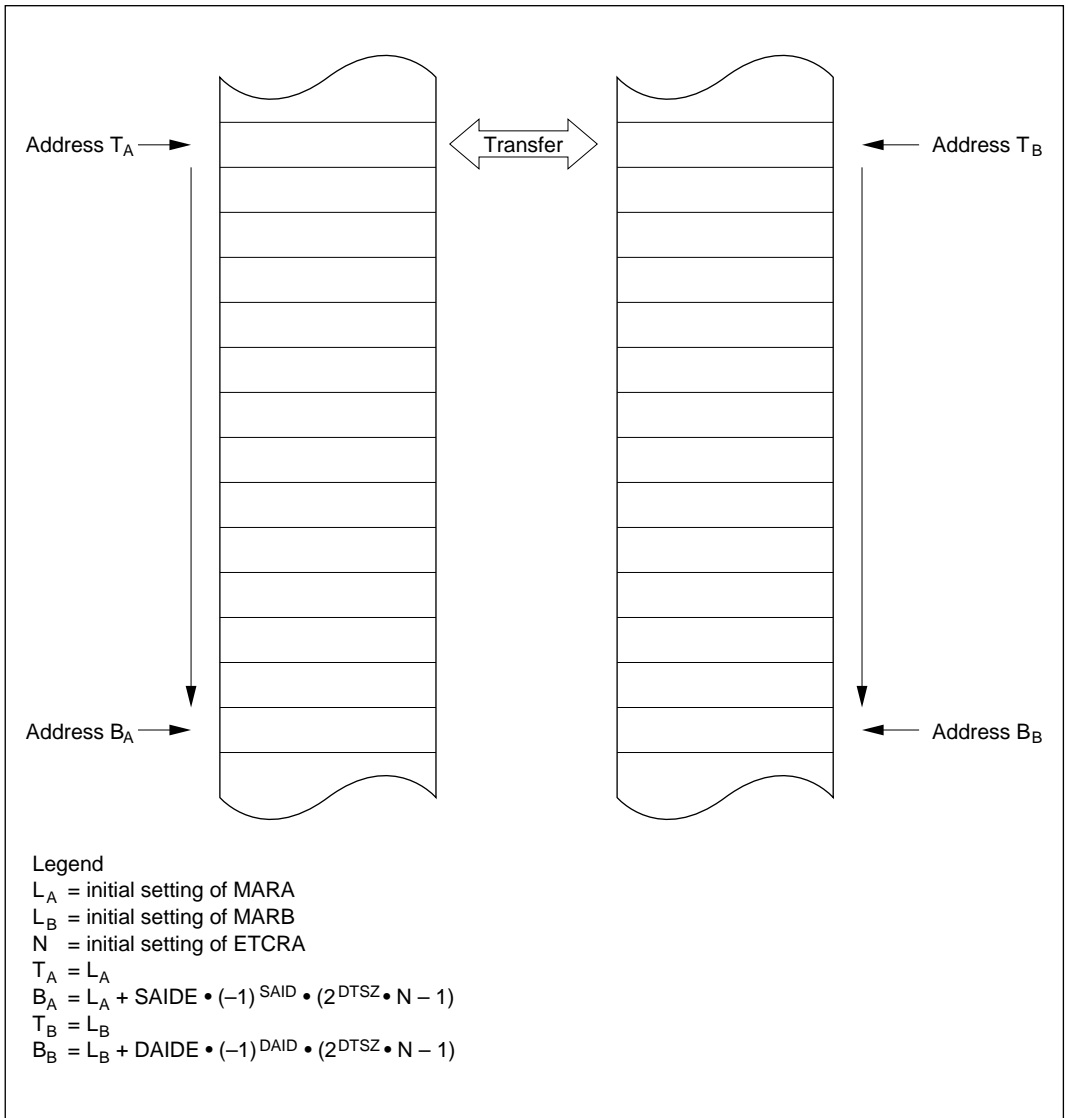 Address T_A
Transfer
Address T_B
Address B_A
Address B_B
Legend
L_A = initial setting of MARA
L_B = initial setting of MARB
N = initial setting of ETCRA
T_A = L_A
B_A = L_A + SAIDE • (–1)^SAID • (2^DTSZ • N – 1)
T_B = L_B
B_B = L_B + DAIDE • (–1)^DAID • (2^DTSZ • N – 1)